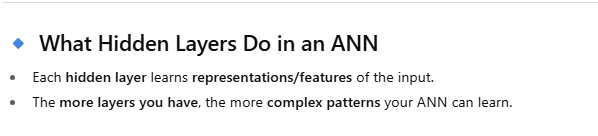 What Hidden Layers Do in an ANN
Each hidden layer learns representations/features of the input.
The more layers you have, the more complex patterns your ANN can learn.